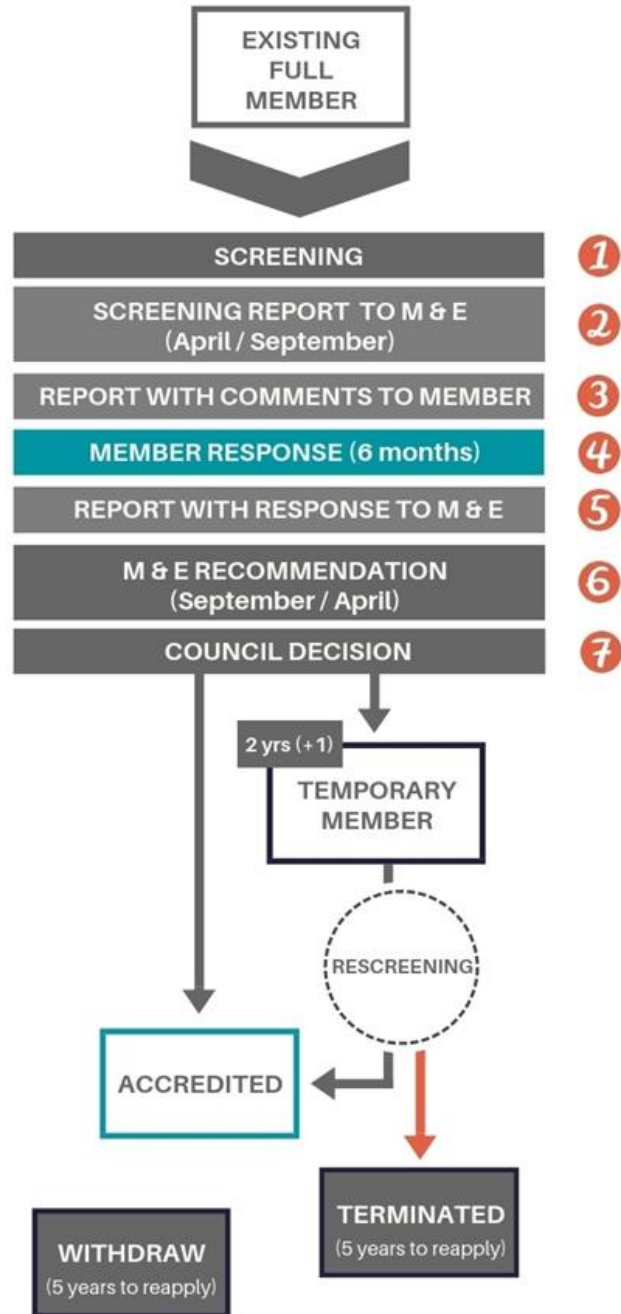 EXISTING
FULL
MEMBER
SCREENING
1
SCREENING REPORT TO M & E
(April / September)
2
REPORT WITH COMMENTS TO MEMBER
3
MEMBER RESPONSE (6 months)
4
REPORT WITH RESPONSE TO M & E
5
M & E RECOMMENDATION
(September / April)
6
COUNCIL DECISION
7
2 yrs (+1)
TEMPORARY
MEMBER
RESCREENING
ACCREDITED
TERMINATED
(5 years to reapply)
WITHDRAW
(5 years to reapply)